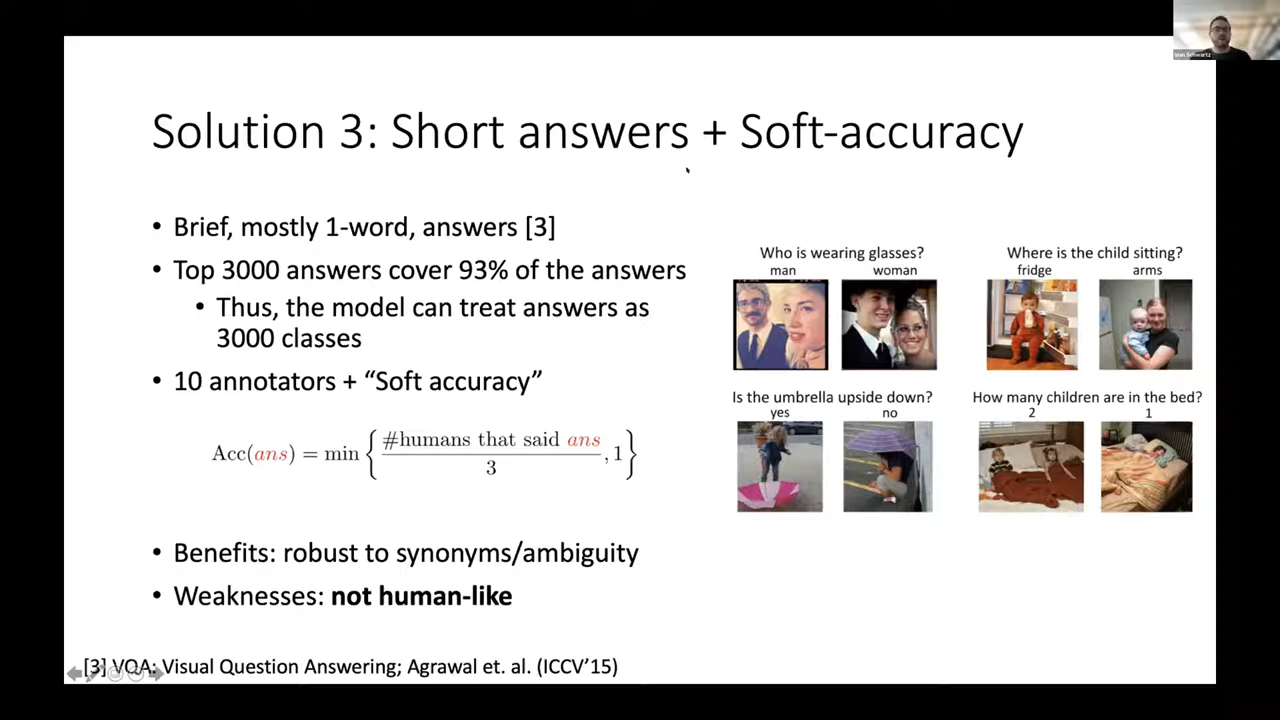 Idan Schwartz
Solution 3: Short answers + Soft-accuracy
• Brief, mostly 1-word, answers [3]
• Top 3000 answers cover 93% of the answers
• Thus, the model can treat answers as
3000 classes
• 10 annotators + “Soft accuracy”
Acc(ans) = min { #humans that said ans / 3 , 1 }
• Benefits: robust to synonyms/ambiguity
• Weaknesses: not human-like
Who is wearing glasses?
man woman
Where is the child sitting?
fridge arms
Is the umbrella upside down?
yes no
How many children are in the bed?
2 1
[3] VQA: Visual Question Answering; Agrawal et. al. (ICCV’15)